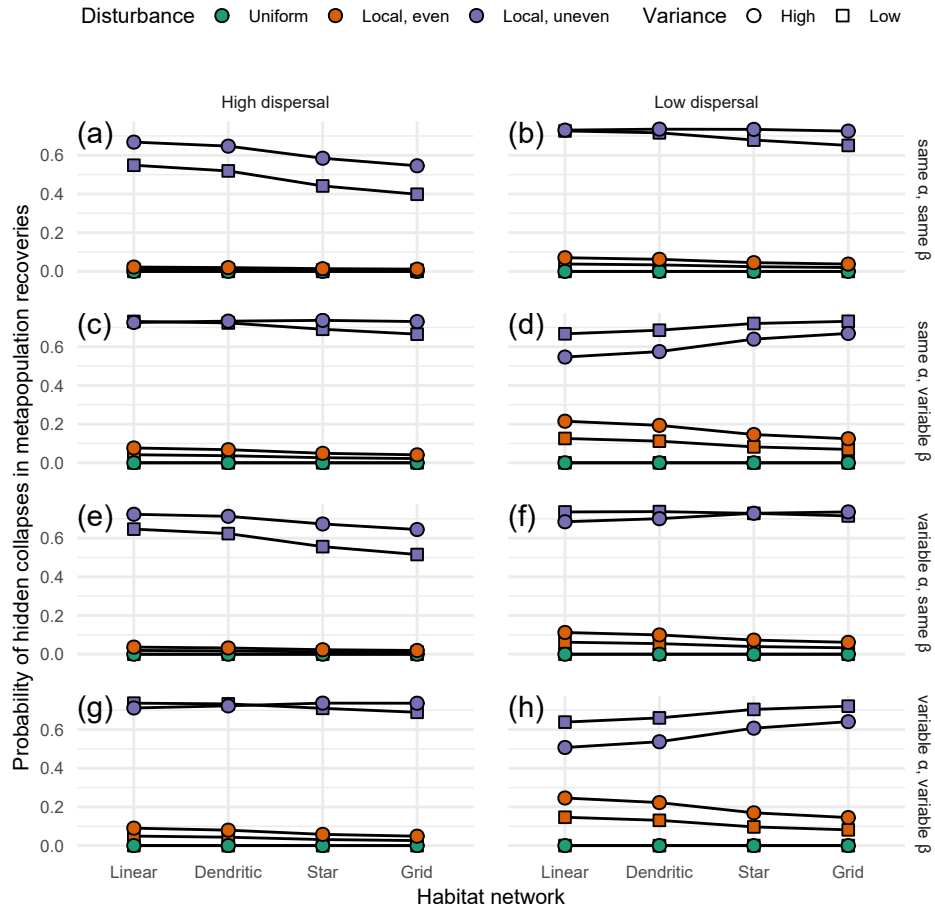 Disturbance Uniform Local, even Local, uneven Variance High Low
High dispersal Low dispersal
Probability of hidden collapses in metapopulation recoveries
(a) (b)
0.6
0.4
0.2
0.0
same α, same β
(c) (d)
0.6
0.4
0.2
0.0
same α, variable β
(e) (f)
0.6
0.4
0.2
0.0
variable α, same β
(g) (h)
0.6
0.4
0.2
0.0
variable α, variable β
Linear Dendritic Star Grid Linear Dendritic Star Grid
Habitat network